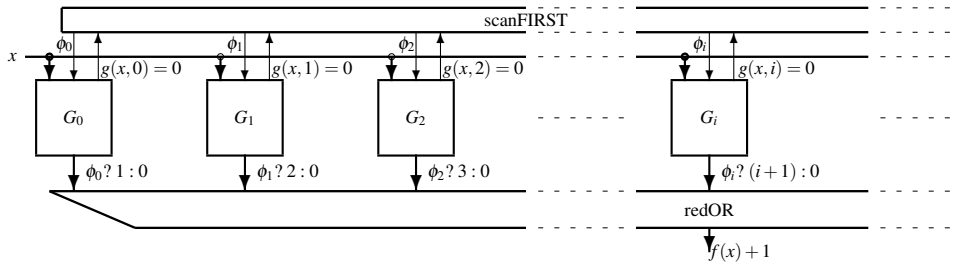 scanFIRST
ϕ₀ ϕ₁ ϕ₂ ϕᵢ
x
g(x,0) = 0 g(x,1) = 0 g(x,2) = 0 g(x,i) = 0
G₀ G₁ G₂ Gᵢ
ϕ₀ ? 1 : 0 ϕ₁ ? 2 : 0 ϕ₂ ? 3 : 0 ϕᵢ ? (i+1) : 0
redOR
f(x) + 1